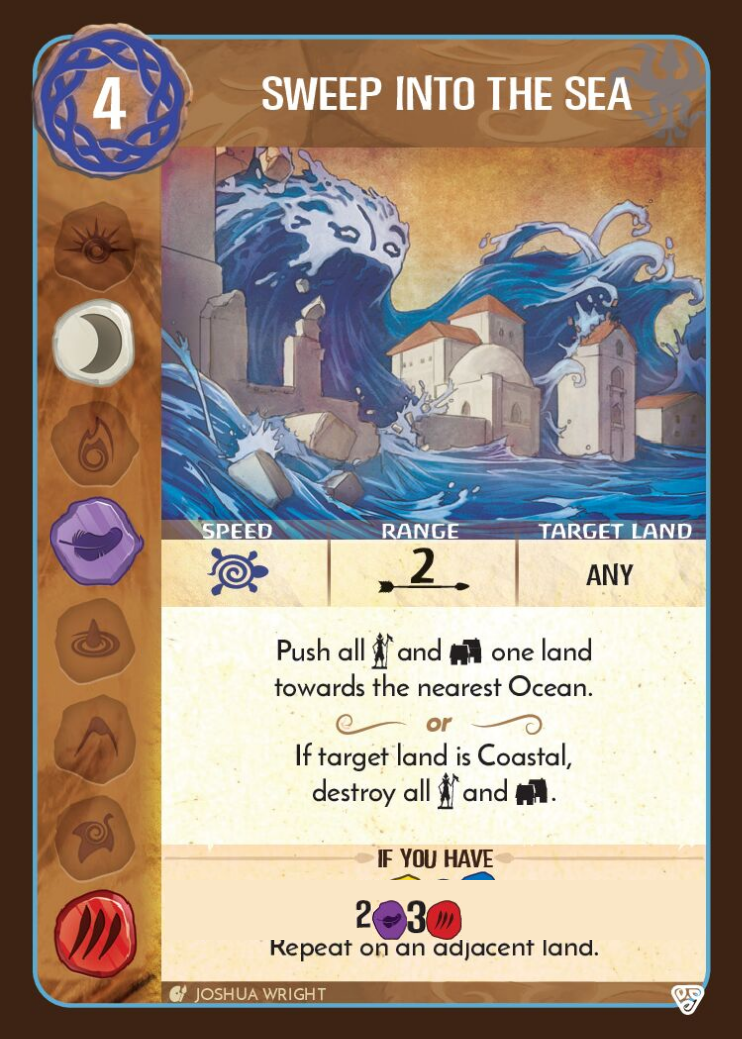 4
SWEEP INTO THE SEA
SPEED RANGE TARGET LAND
2 ANY
Push all and one land
towards the nearest Ocean.
or
If target land is Coastal,
destroy all and .
IF YOU HAVE
2 3
Repeat on an adjacent land.
JOSHUA WRIGHT